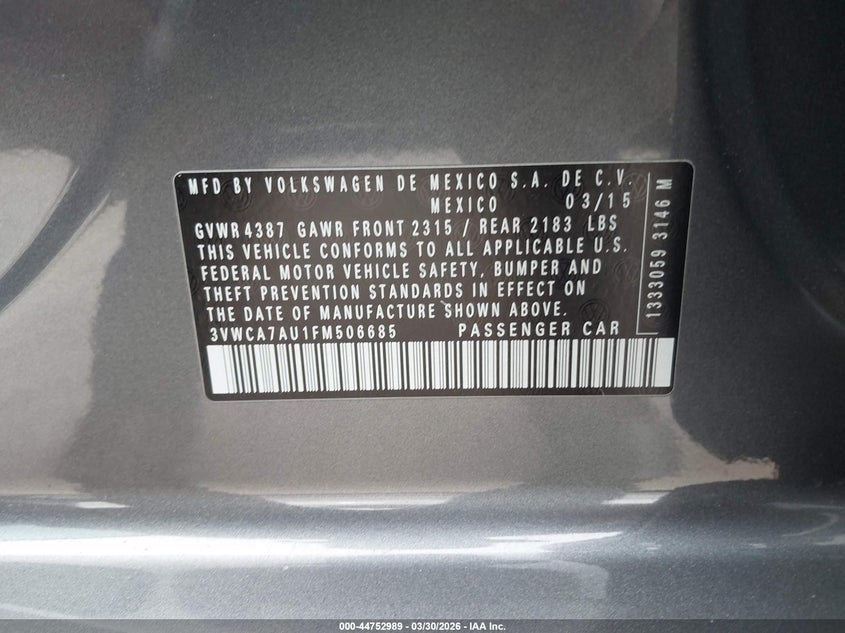 MFD BY VOLKSWAGEN DE MEXICO S.A. DE C.V.
MEXICO 03/15
GVWR 4387 GAWR FRONT 2315 / REAR 2183 LBS
THIS VEHICLE CONFORMS TO ALL APPLICABLE U.S.
FEDERAL MOTOR VEHICLE SAFETY, BUMPER AND
THEFT PREVENTION STANDARDS IN EFFECT ON
THE DATE OF MANUFACTURE SHOWN ABOVE.
3VWCA7AU1FM506685 PASSENGER CAR
1333059 3146 M
000-44752989 - 03/30/2026 - IAA Inc.